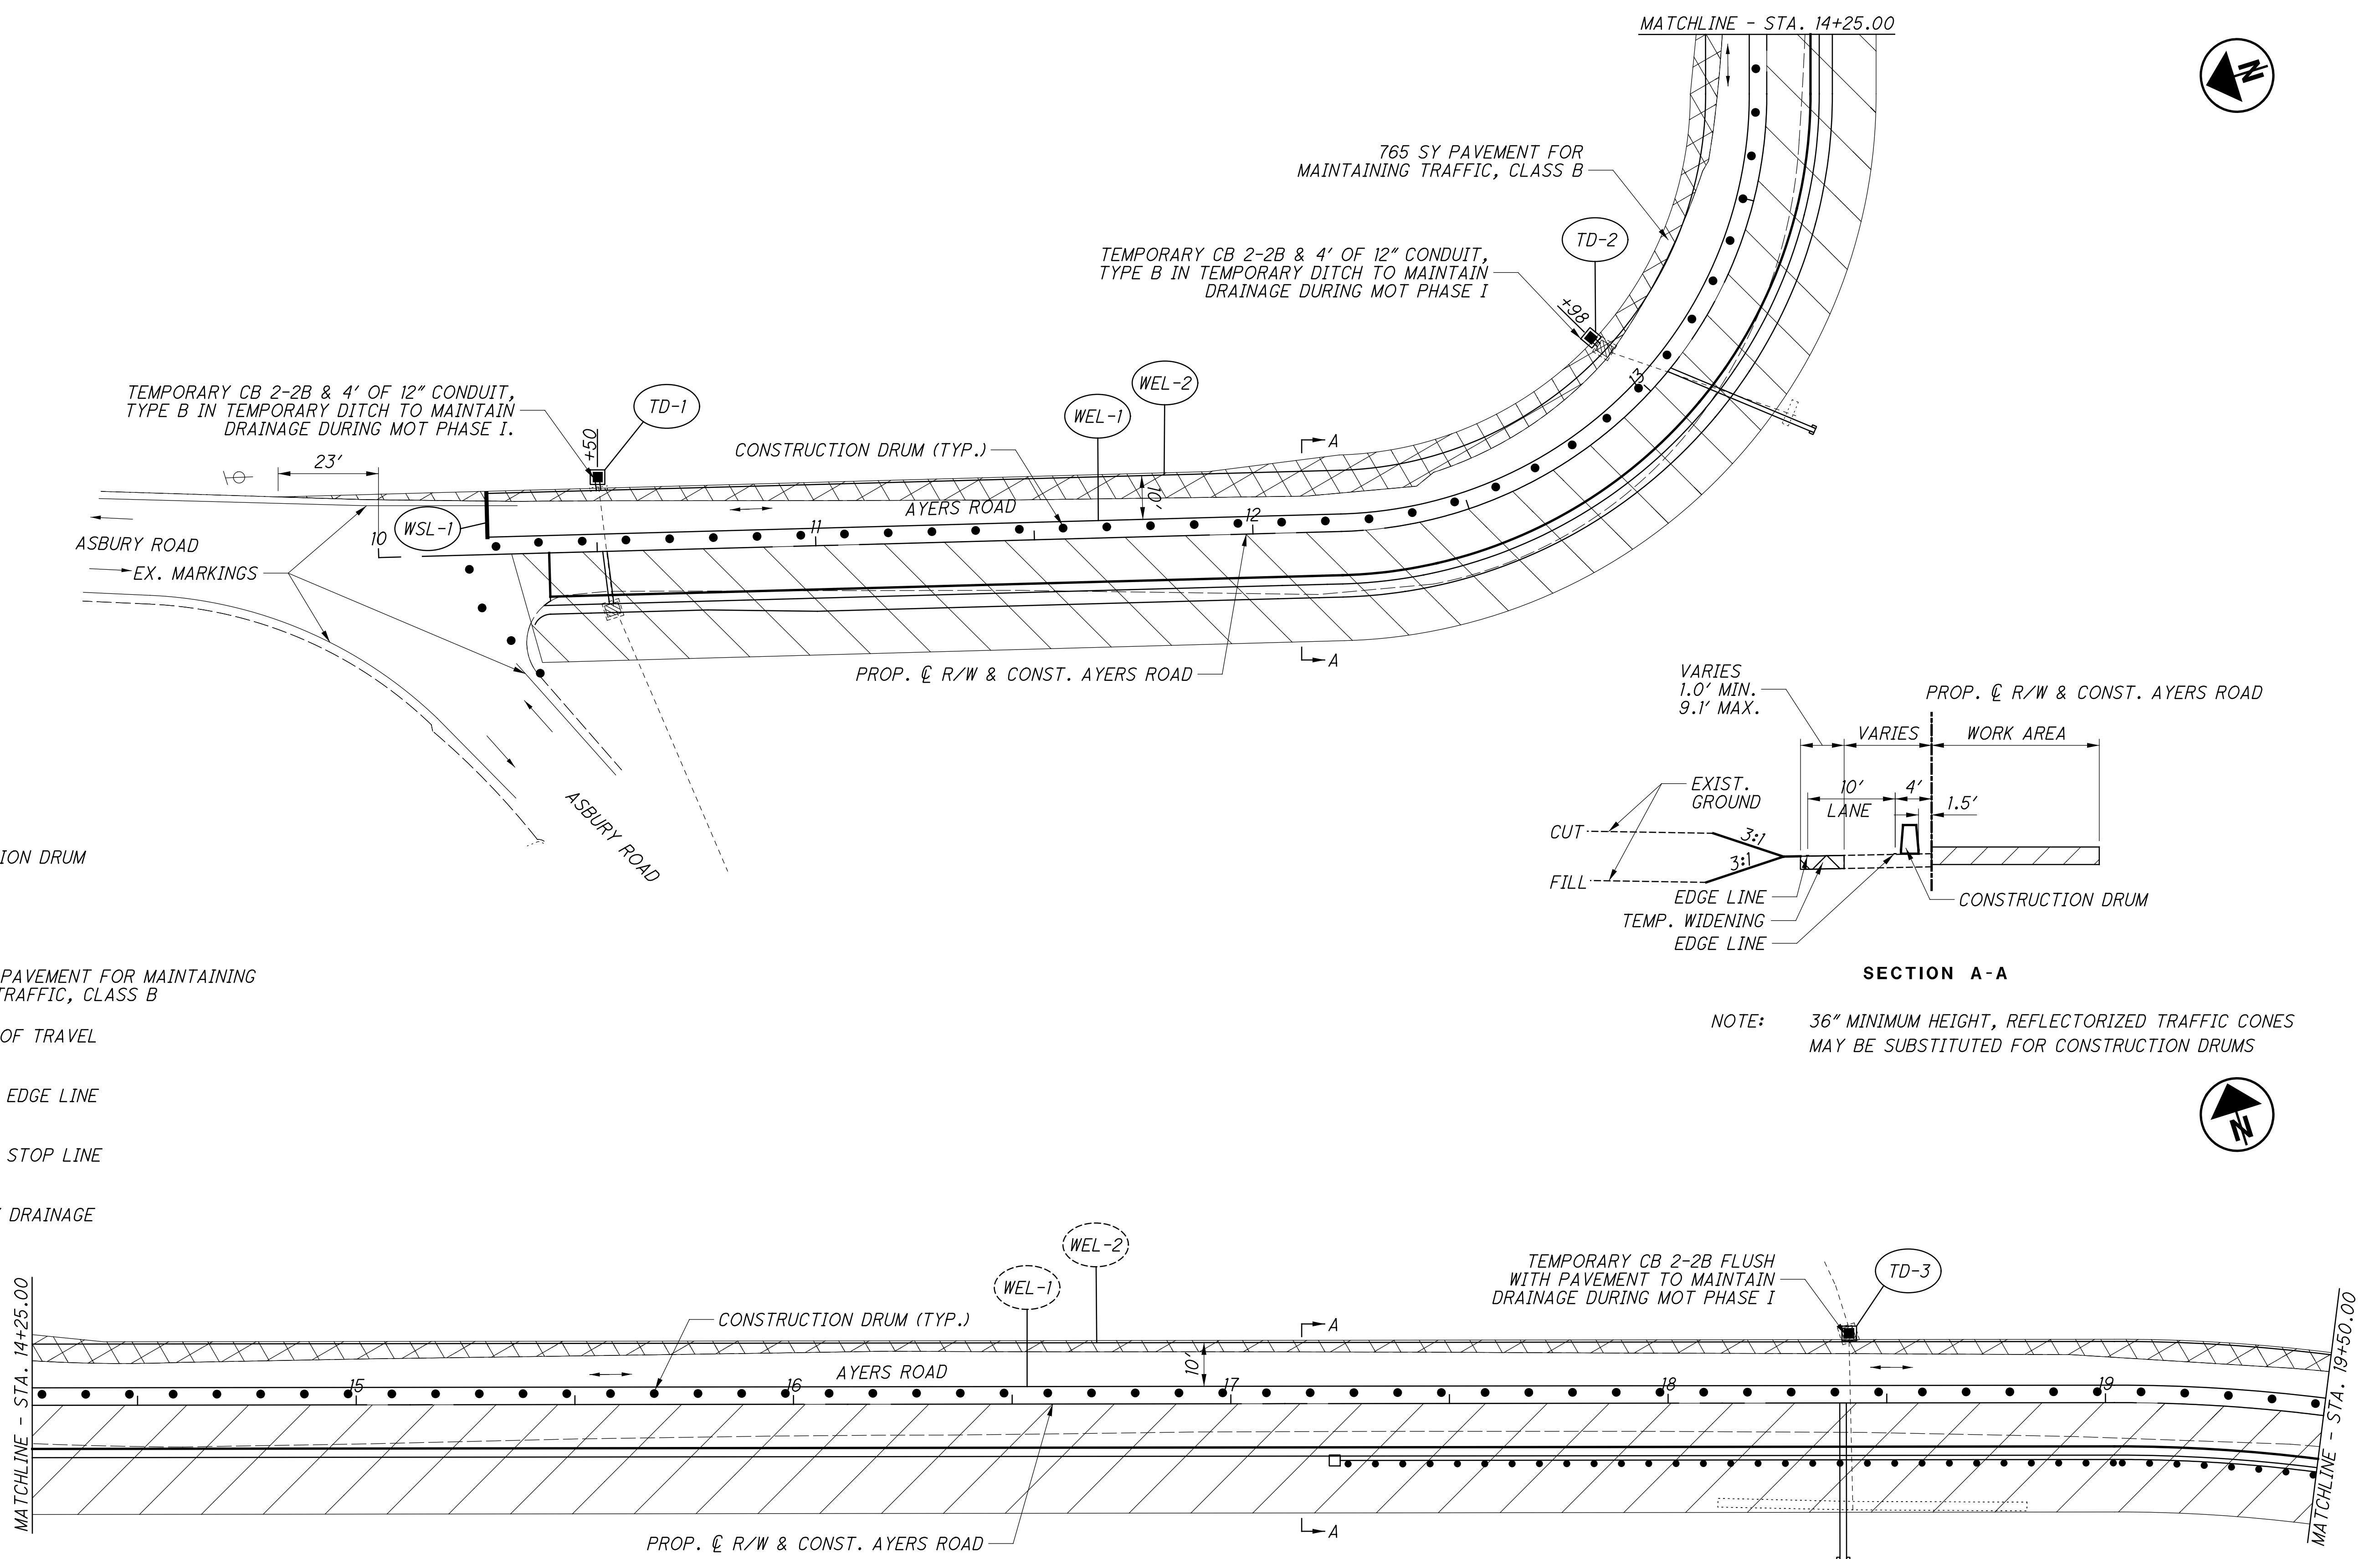 MATCHLINE - STA. 14+25.00
N
765 SY PAVEMENT FOR
MAINTAINING TRAFFIC, CLASS B
TD-2
TEMPORARY CB 2-2B & 4' OF 12" CONDUIT,
TYPE B IN TEMPORARY DITCH TO MAINTAIN
DRAINAGE DURING MOT PHASE I
+98
TEMPORARY CB 2-2B & 4' OF 12" CONDUIT,
TYPE B IN TEMPORARY DITCH TO MAINTAIN
DRAINAGE DURING MOT PHASE I.
TD-1
+50
WEL-2
WEL-1
CONSTRUCTION DRUM (TYP.)
A
23'
10'
AYERS ROAD
WSL-1
10
11
12
13
ASBURY ROAD
EX. MARKINGS
A
PROP. ℄ R/W & CONST. AYERS ROAD
ASBURY ROAD
VARIES
1.0' MIN.
9.1' MAX.
PROP. ℄ R/W & CONST. AYERS ROAD
VARIES
WORK AREA
EXIST.
GROUND
10'
LANE
4'
1.5'
CUT
3:1
3:1
FILL
EDGE LINE
TEMP. WIDENING
EDGE LINE
CONSTRUCTION DRUM
SECTION A-A
NOTE: 36" MINIMUM HEIGHT, REFLECTORIZED TRAFFIC CONES
MAY BE SUBSTITUTED FOR CONSTRUCTION DRUMS
ION DRUM
PAVEMENT FOR MAINTAINING
TRAFFIC, CLASS B
OF TRAVEL
EDGE LINE
STOP LINE
DRAINAGE
N
MATCHLINE - STA. 14+25.00
WEL-2
WEL-1
CONSTRUCTION DRUM (TYP.)
A
TEMPORARY CB 2-2B FLUSH
WITH PAVEMENT TO MAINTAIN
DRAINAGE DURING MOT PHASE I
TD-3
AYERS ROAD
10'
15
16
17
18
19
A
PROP. ℄ R/W & CONST. AYERS ROAD
MATCHLINE - STA. 19+50.00